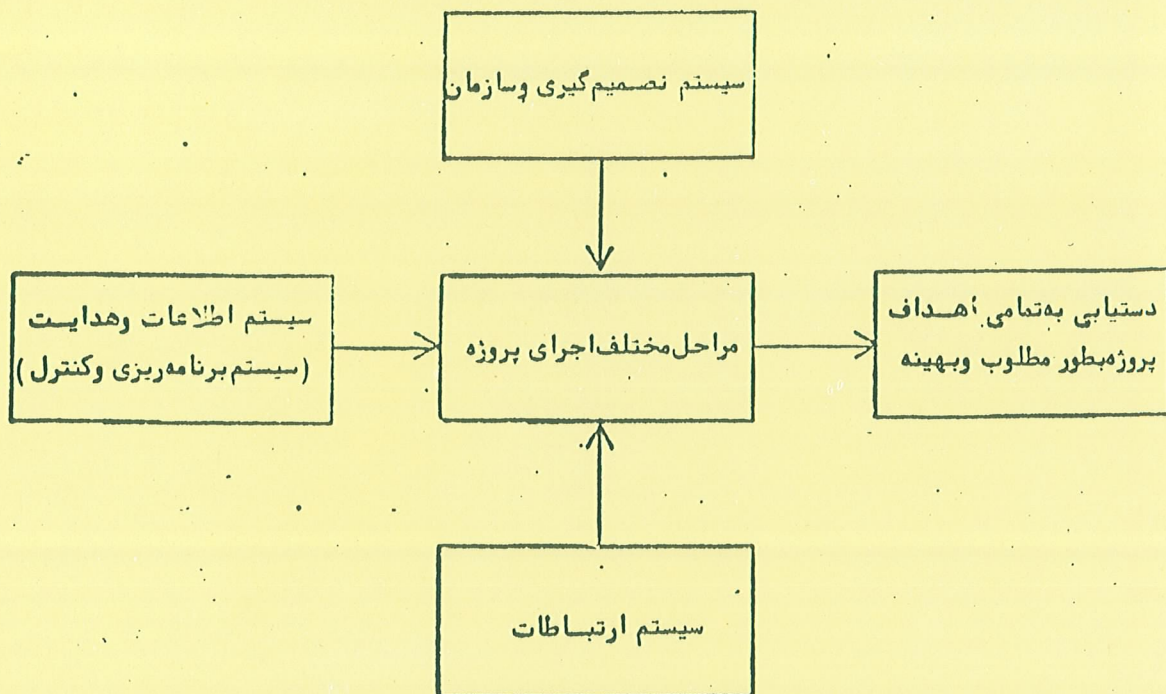 سیستم تصمیم‌گیری وسازمان
دستیابی به‌تمامی اهداف
پروژه‌بطور مطلوب وبهینه
مراحل مختلف اجرای پروژه
سیستم اطلاعات وهدایت
(سیستم برنامه‌ریزی وکنترل)
سیستم ارتباطات